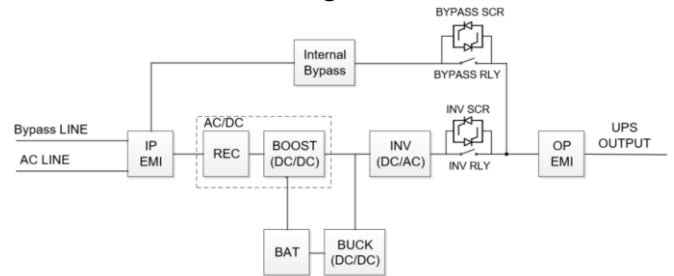 BYPASS SCR
Internal
Bypass
BYPASS RLY
AC/DC
INV SCR
Bypass LINE
AC LINE
IP
EMI
REC
BOOST
(DC/DC)
INV
(DC/AC)
INV RLY
OP
EMI
UPS
OUTPUT
BAT
BUCK
(DC/DC)